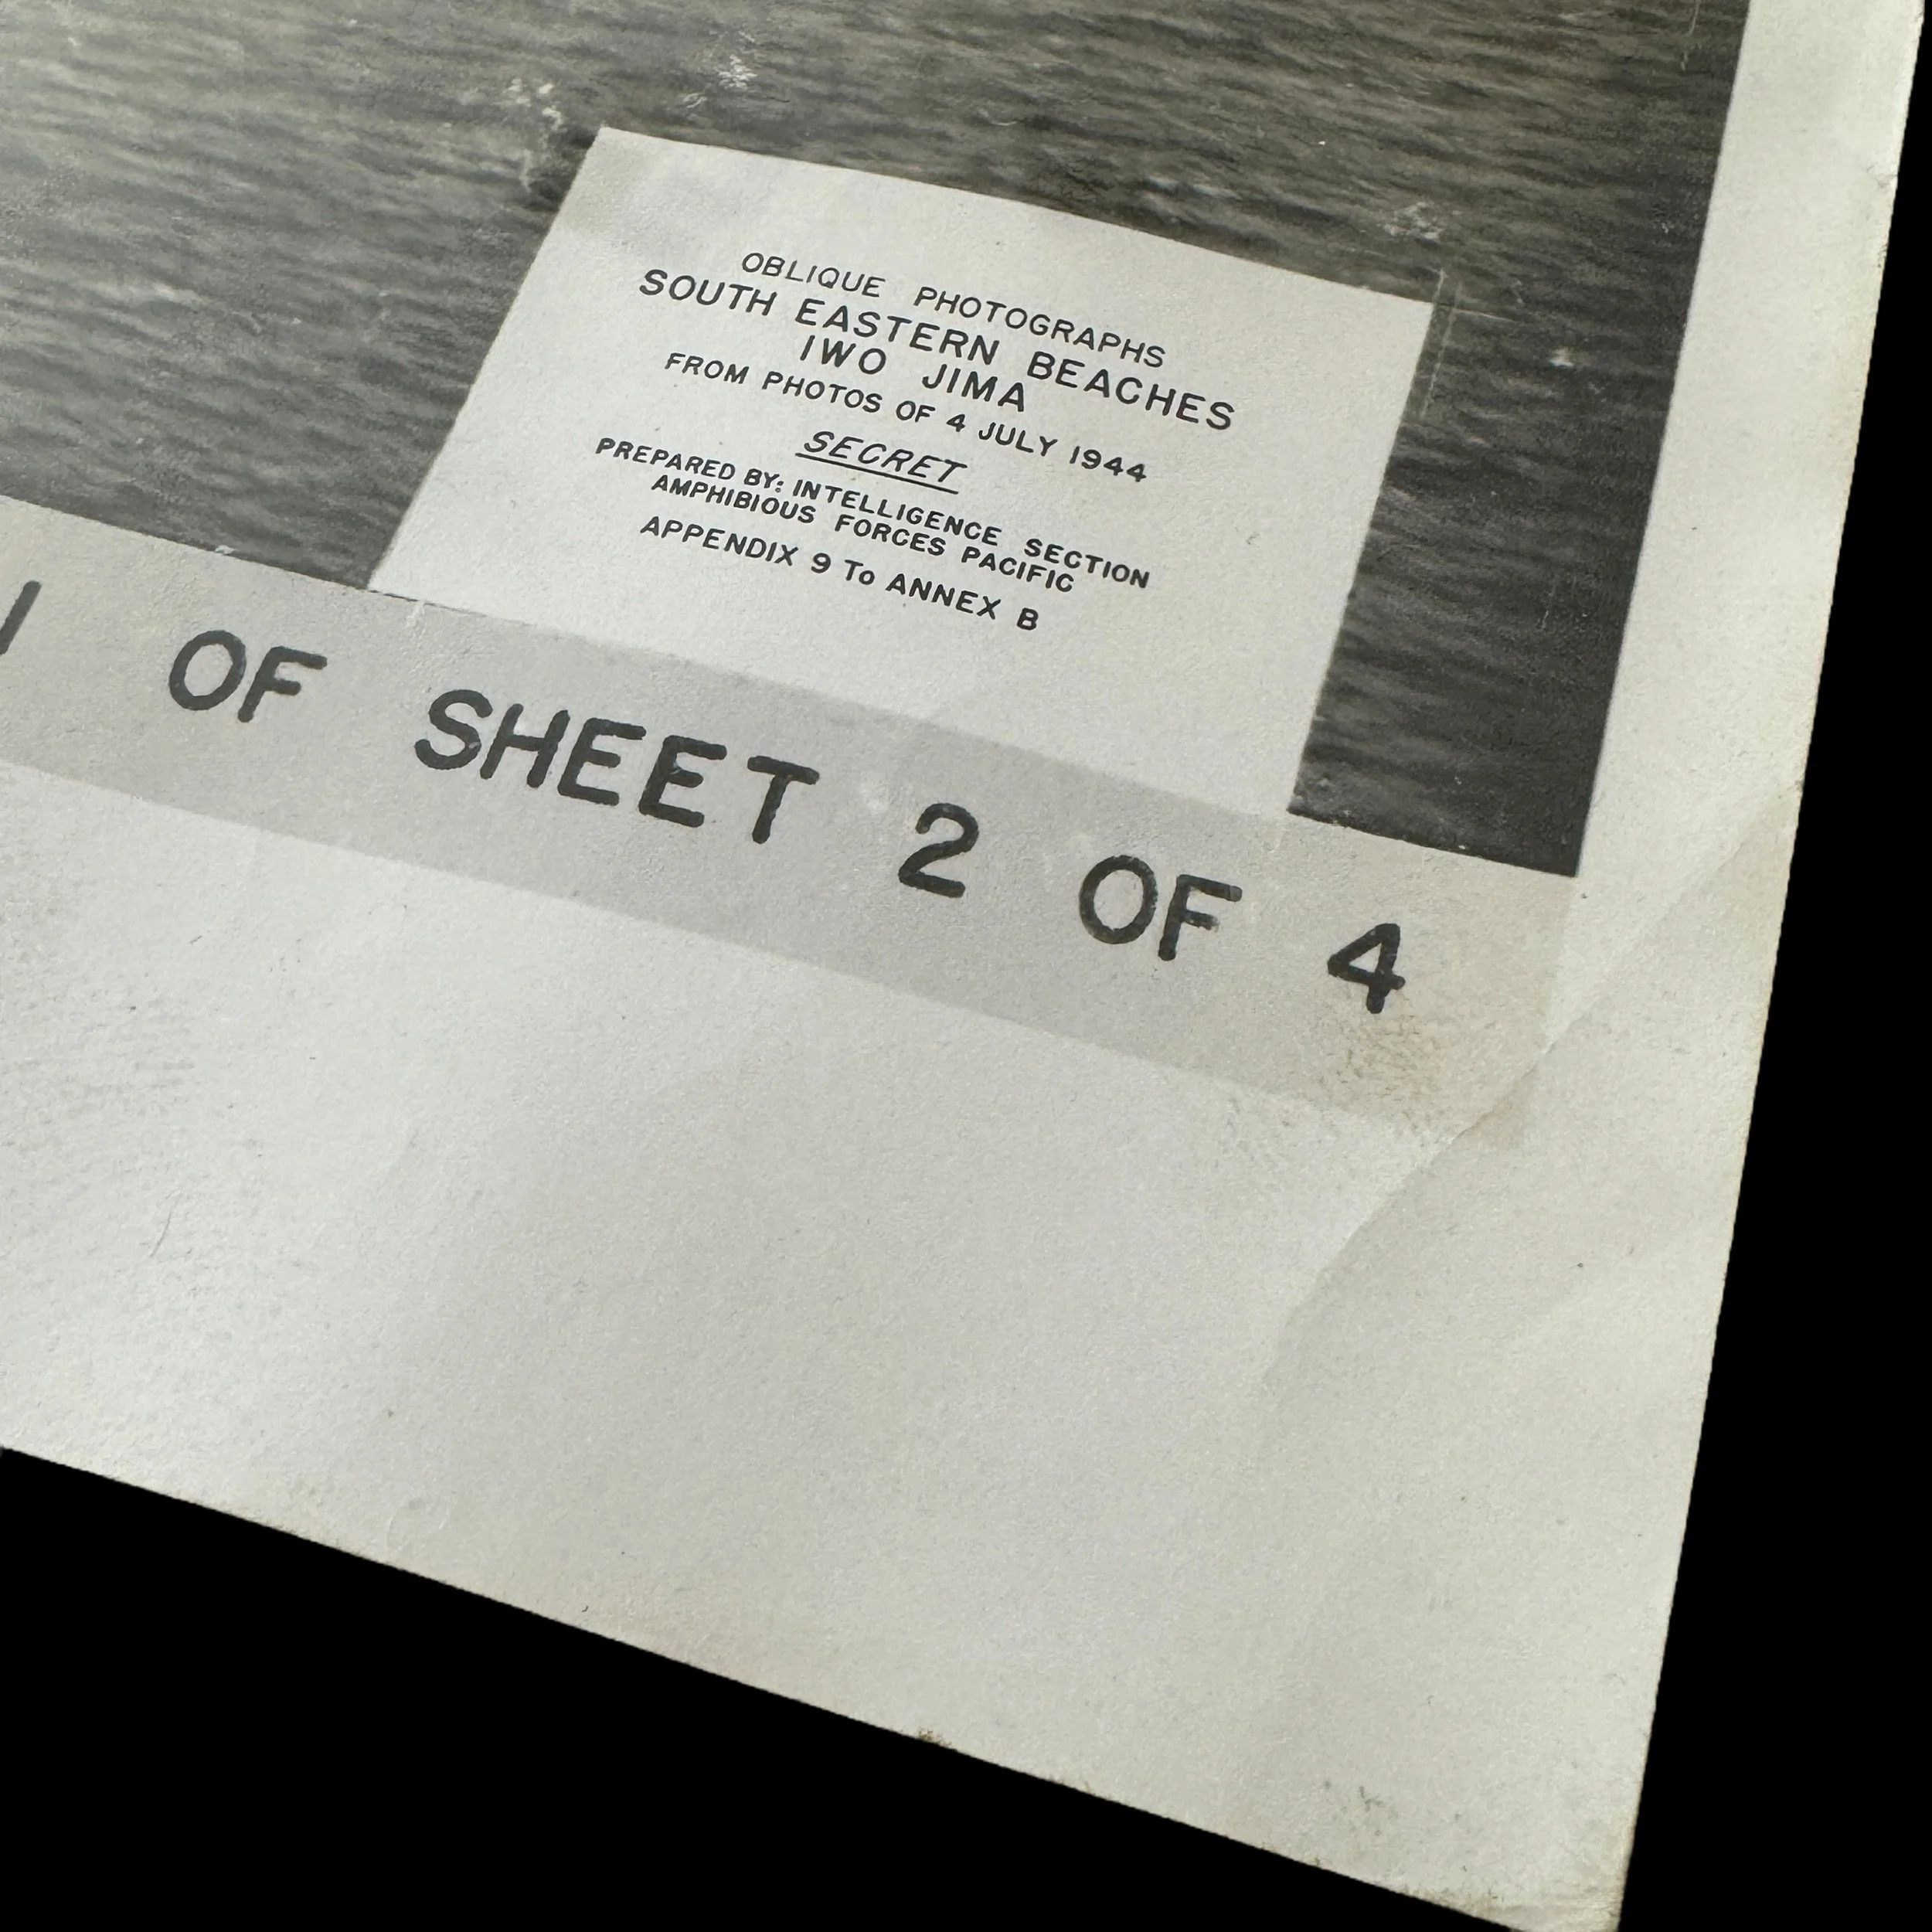 OBLIQUE PHOTOGRAPHS
SOUTH EASTERN BEACHES
IWO JIMA
FROM PHOTOS OF 4 JULY 1944
SECRET
PREPARED BY: INTELLIGENCE SECTION
AMPHIBIOUS FORCES PACIFIC
APPENDIX 9 To ANNEX B
OF SHEET 2 OF 4